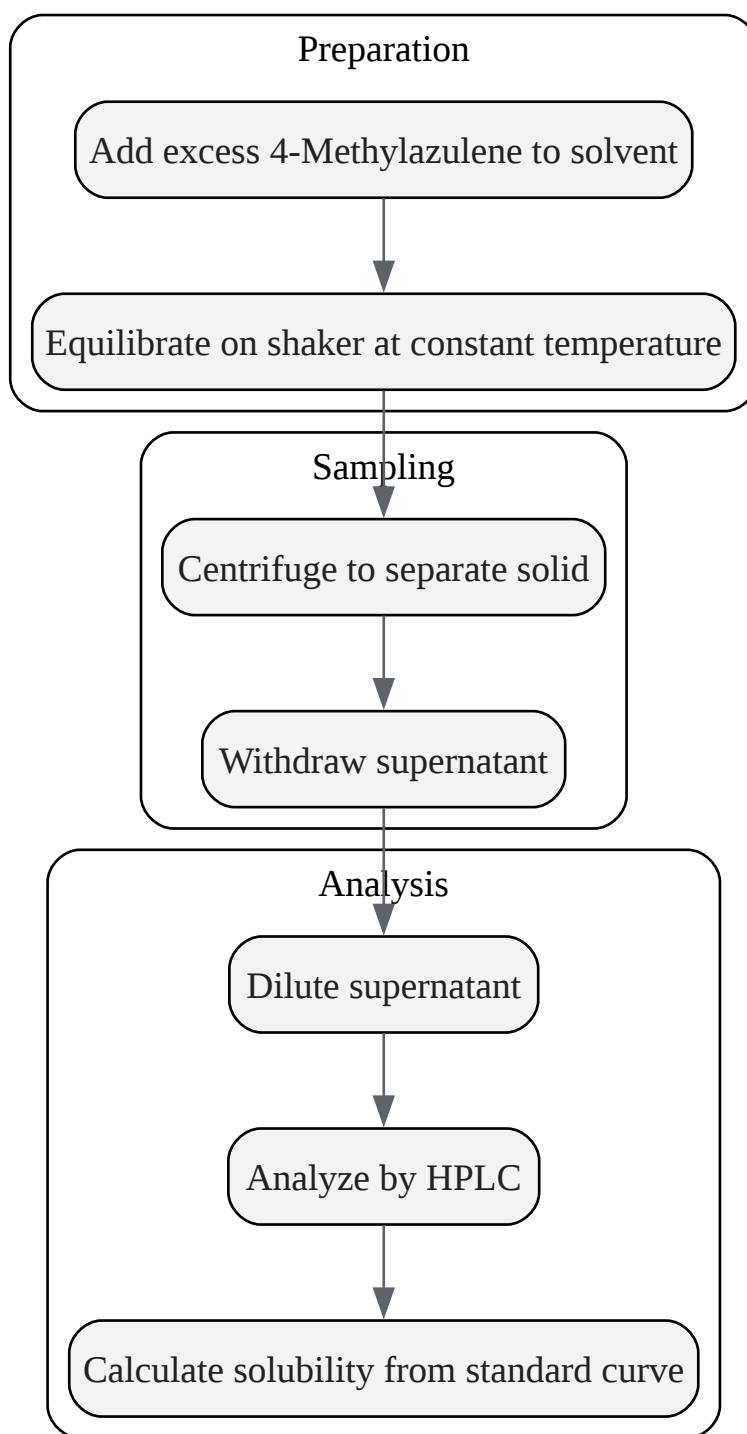 Preparation
Add excess 4-Methylazulene to solvent
Equilibrate on shaker at constant temperature
Sampling
Centrifuge to separate solid
Withdraw supernatant
Analysis
Dilute supernatant
Analyze by HPLC
Calculate solubility from standard curve